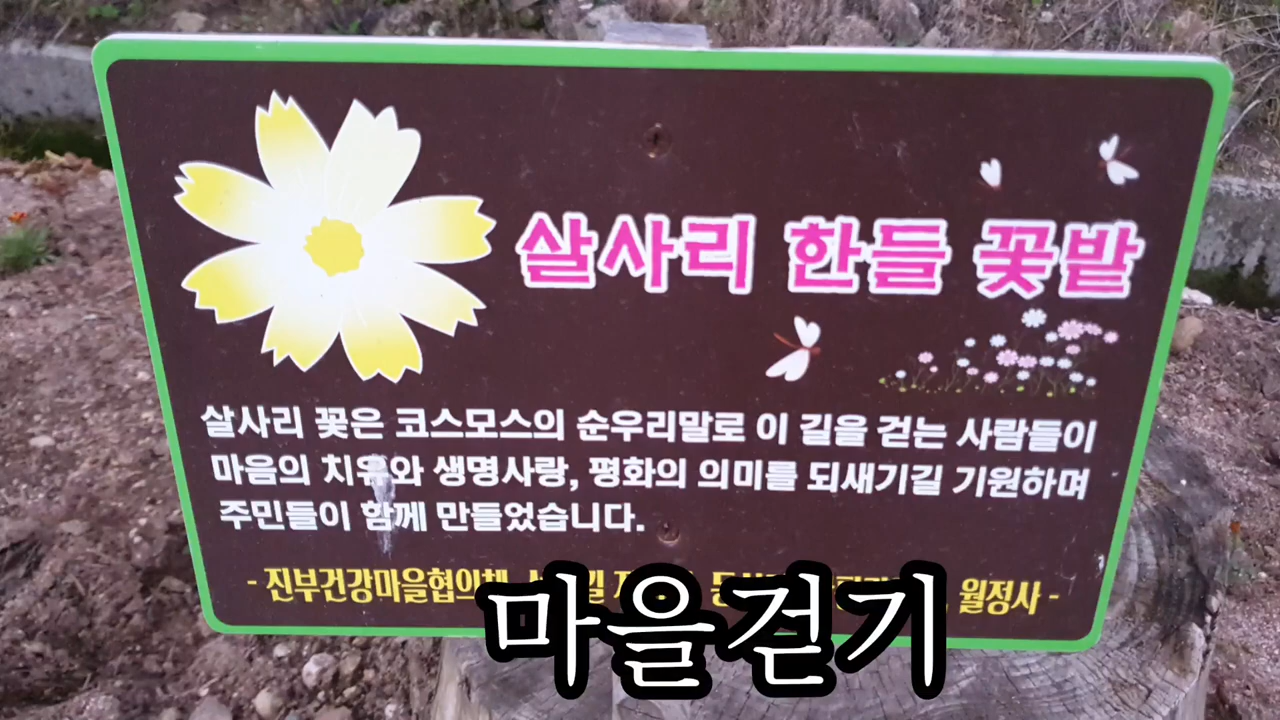 살사리 한들 꽃밭
살사리 꽃은 코스모스의 순우리말로 이 길을 걷는 사람들이
마음의 치유와 생명사랑, 평화의 의미를 되새기길 기원하며
주민들이 함께 만들었습니다.
- 진부건강마을협의체, 월정사 -
마을걷기